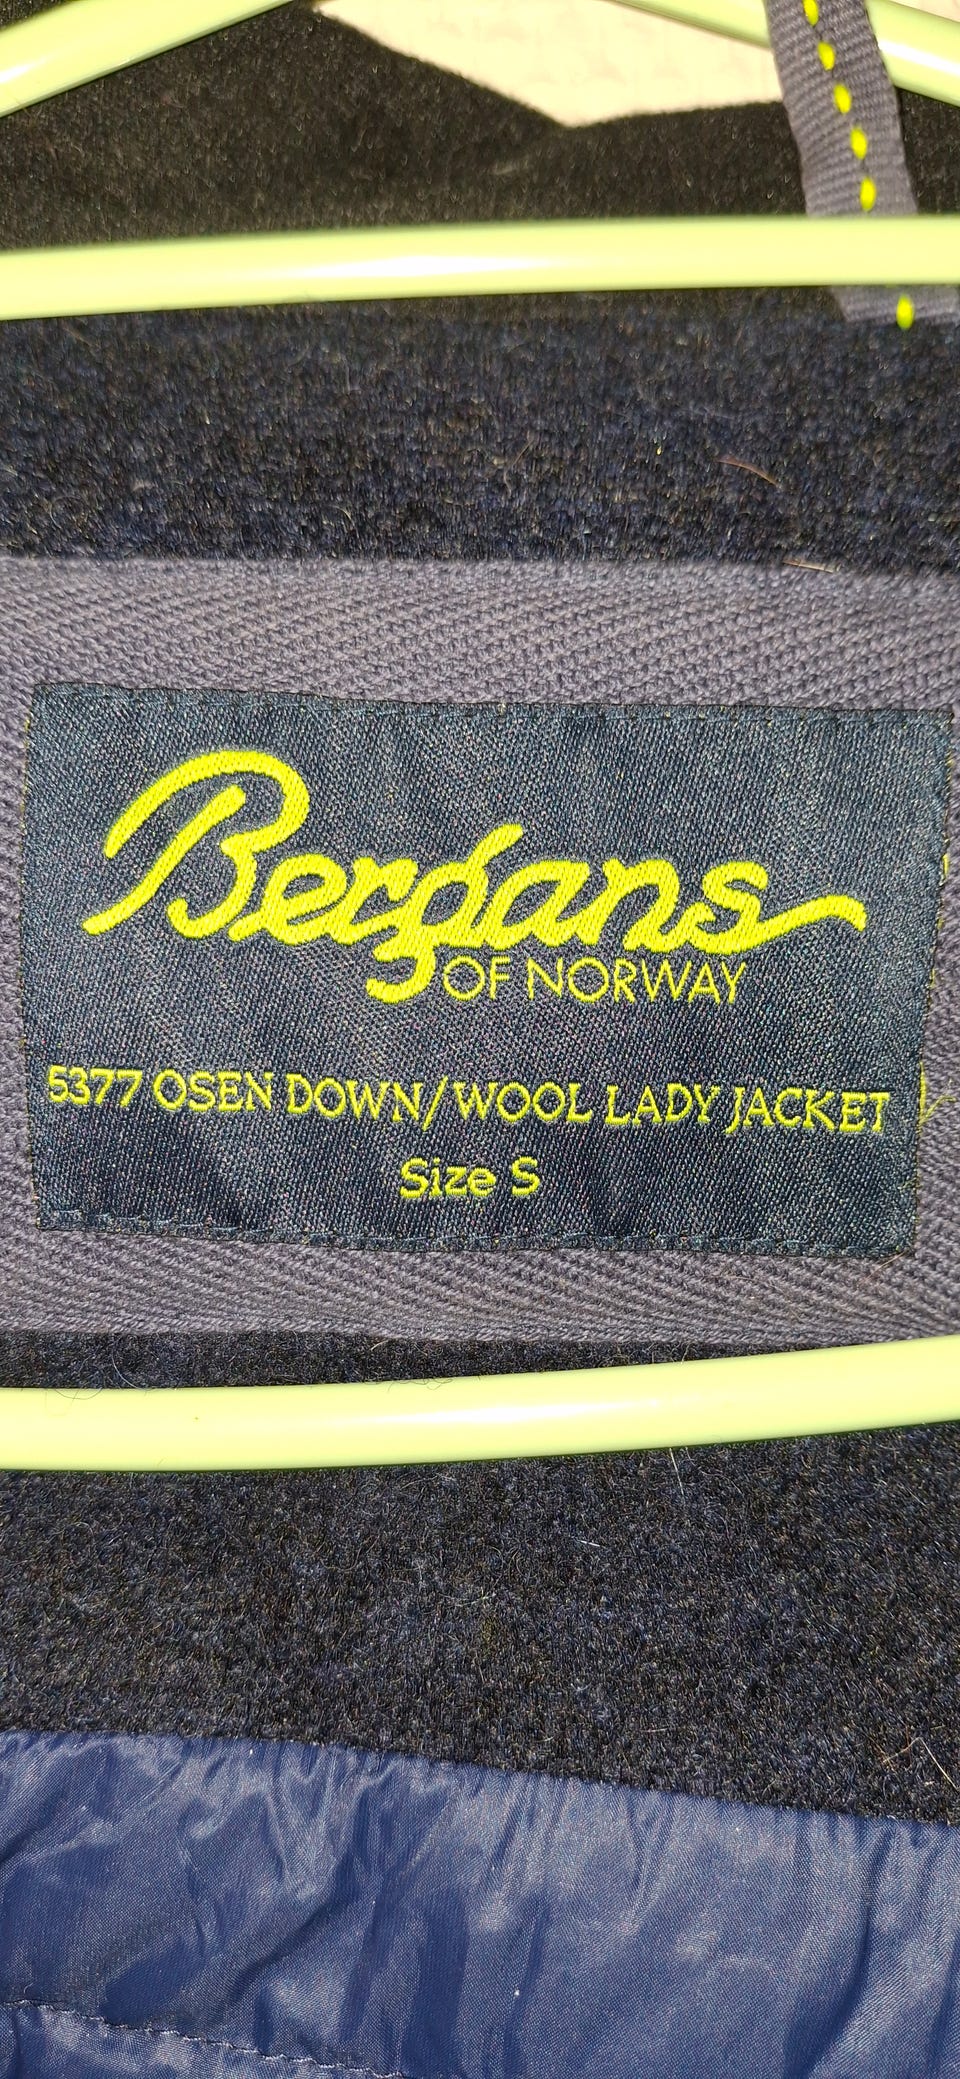 Bergans
OF NORWAY
5377 OSEN DOWN/WOOL LADY JACKET
Size S